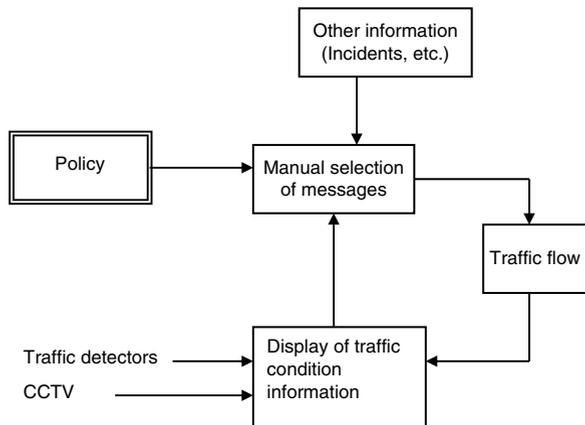 Other information
(Incidents, etc.)
Policy
Manual selection
of messages
Traffic flow
Traffic detectors
CCTV
Display of traffic
condition
information